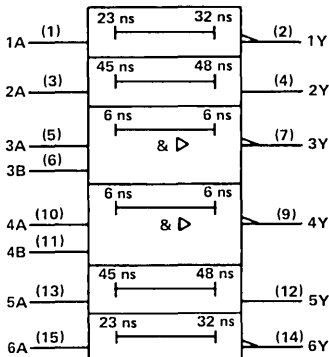 23 ns 32 ns
1A (1) (2) 1Y
45 ns 48 ns
2A (3) (4) 2Y
6 ns 6 ns
3A (5) & (7) 3Y
3B (6)
6 ns 6 ns
4A (10) & (9) 4Y
4B (11)
45 ns 48 ns
5A (13) (12) 5Y
23 ns 32 ns
6A (15) (14) 6Y